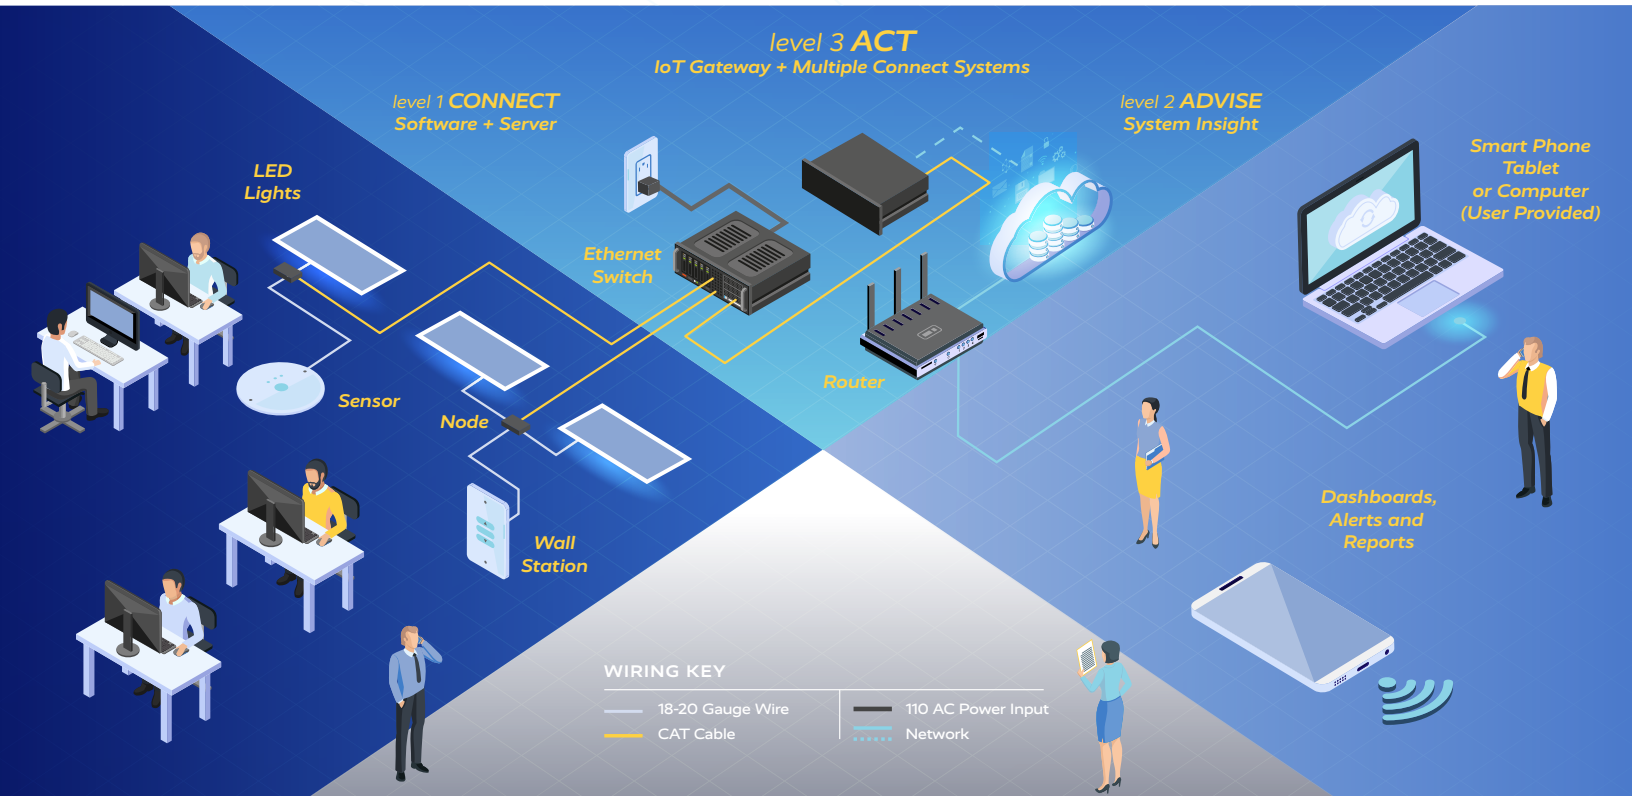 level 3 ACT
IoT Gateway + Multiple Connect Systems
level 1 CONNECT
Software + Server
level 2 ADVISE
System Insight
LED
Lights
Smart Phone
Tablet
or Computer
(User Provided)
Ethernet
Switch
Router
Sensor
Node
Wall
Station
Dashboards,
Alerts and
Reports
WIRING KEY
18-20 Gauge Wire
CAT Cable
110 AC Power Input
Network